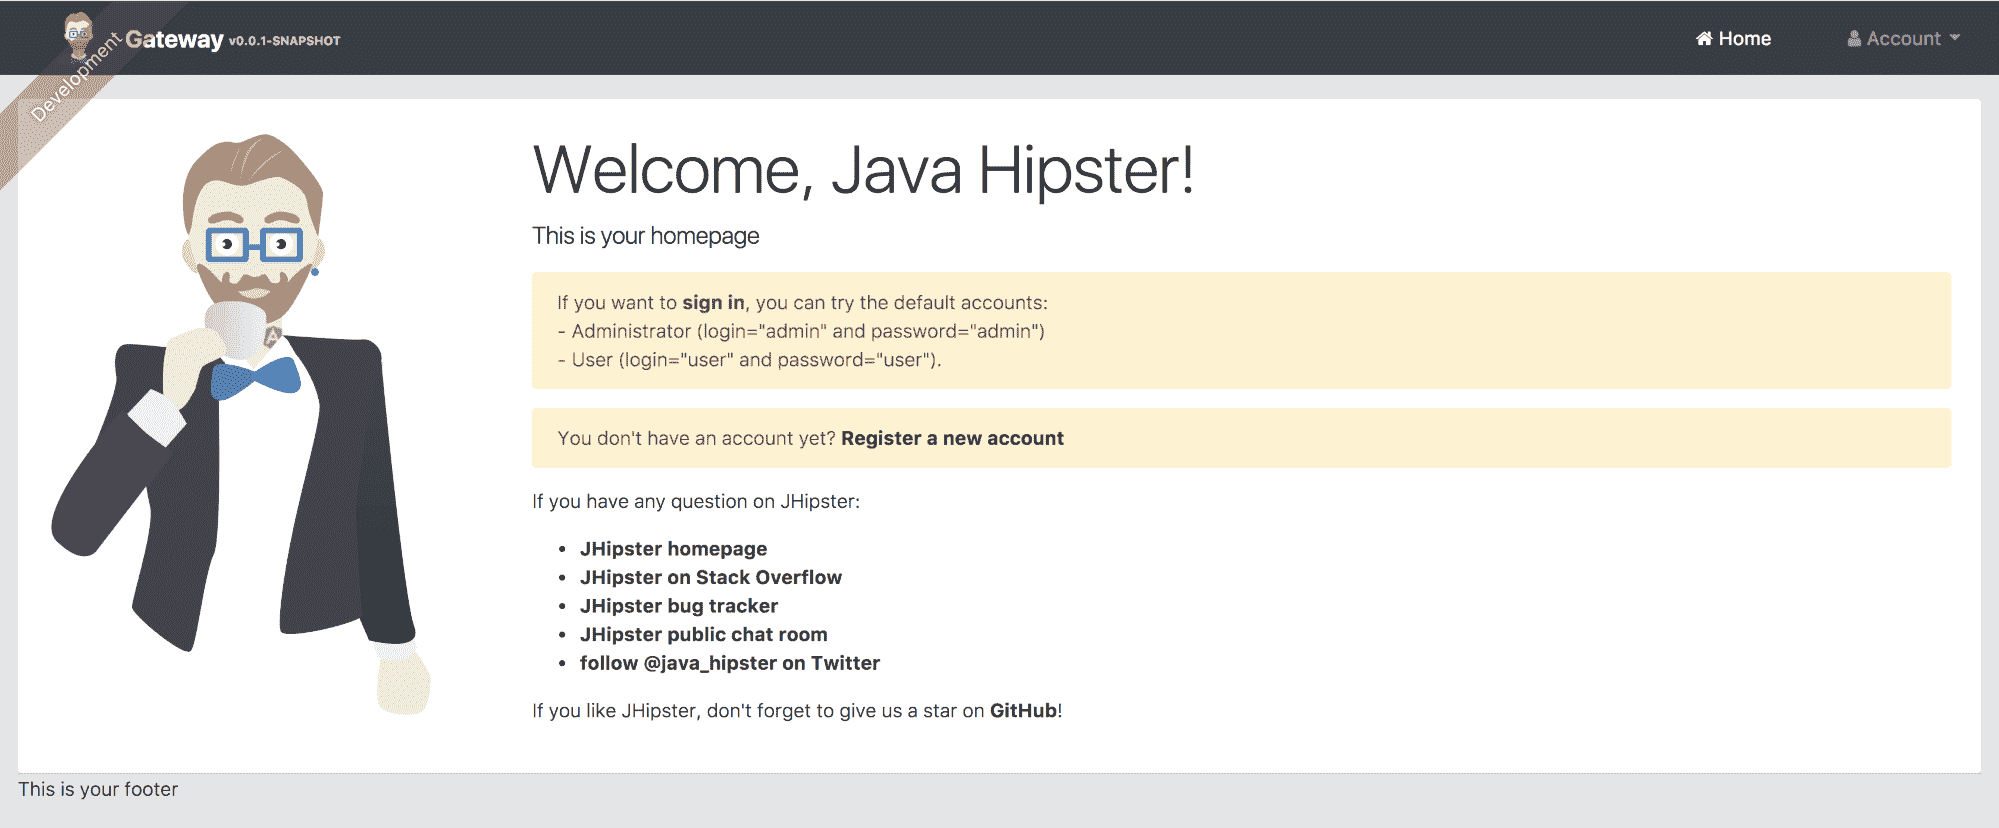 Development
Gateway v0.0.1-SNAPSHOT
Home
Account
Welcome, Java Hipster!
This is your homepage
If you want to sign in, you can try the default accounts:
- Administrator (login="admin" and password="admin")
- User (login="user" and password="user").
You don't have an account yet? Register a new account
If you have any question on JHipster:
• JHipster homepage
• JHipster on Stack Overflow
• JHipster bug tracker
• JHipster public chat room
• follow @java_hipster on Twitter
If you like JHipster, don't forget to give us a star on GitHub!
This is your footer